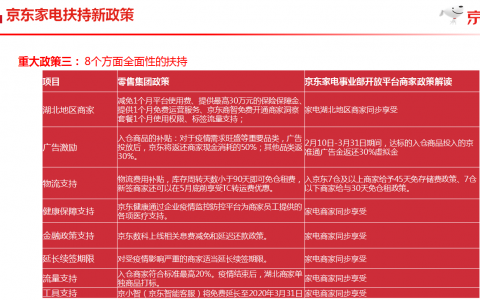 京东家电扶持新政策
京
重大政策三： 8个方面全面性的扶持
项目
零售集团政策
京东家电事业部开放平台商家政策解读
湖北地区商家
减免1个月平台使用费、提供最高30万元的保险保障金、
提供1个月免费运营服务、京东商智免费开通商家洞察
套餐1个月使用权限、标签流量支持；
家电湖北地区商家同步享受
广告激励
入仓商品的补贴：对于疫情需求旺盛等重要品类，广告
投放后，京东将返还商家现金消耗的50%；其他品类返
30%。
2月10日-3月31日期间，达标的入仓商品投入的京
准通广告金返还30%虚拟金
物流支持
物流费用补贴，库存周转天数小于90天即可免仓租费，
新签商家还可以在5月底前享受TC转运费优惠。
入京东7仓及以上商家给予45天免存储费政策、7仓
以下商家给与30天免仓租政策。
健康保障支持
京东健康通过企业疫情监控防控平台为商家员工提供的
各项医疗支持。
家电商家同步享受
金融政策支持
京东数科上线相关息费减免和延迟还款政策。
家电商家同步享受
延长续签期限
对受疫情影响严重的商家适当延长续签期限。
家电商家同步享受
流量支持
入仓商家符合标准最高20%。疫情结束后，湖北商家单
独商品打标。
家电商家同步享受
工具支持
京小智（京东智能客服）将免费延长至2020年3月31日
家电商家同步享受